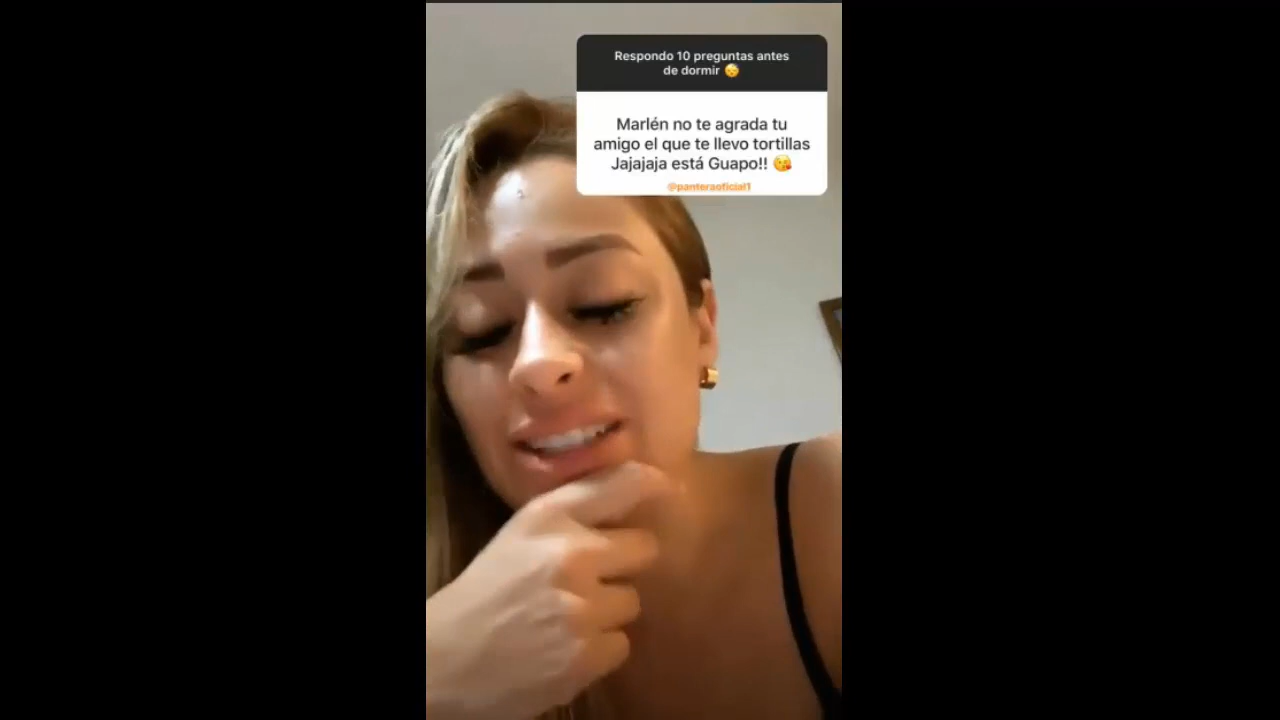 Respondo 10 preguntas antes
de dormir 😴
Marlén no te agrada tu
amigo el que te llevo tortillas
Jajajaja está Guapo!! 😘
@panteraoficial1